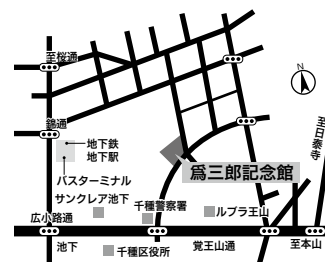 至桜通
N
錦通
地下鉄
地下駅
バスターミナル
サンクレア池下
爲三郎記念館
至日泰寺
千種警察署
ルブラ王山
広小路通
池下
千種区役所
覚王山通
至本山